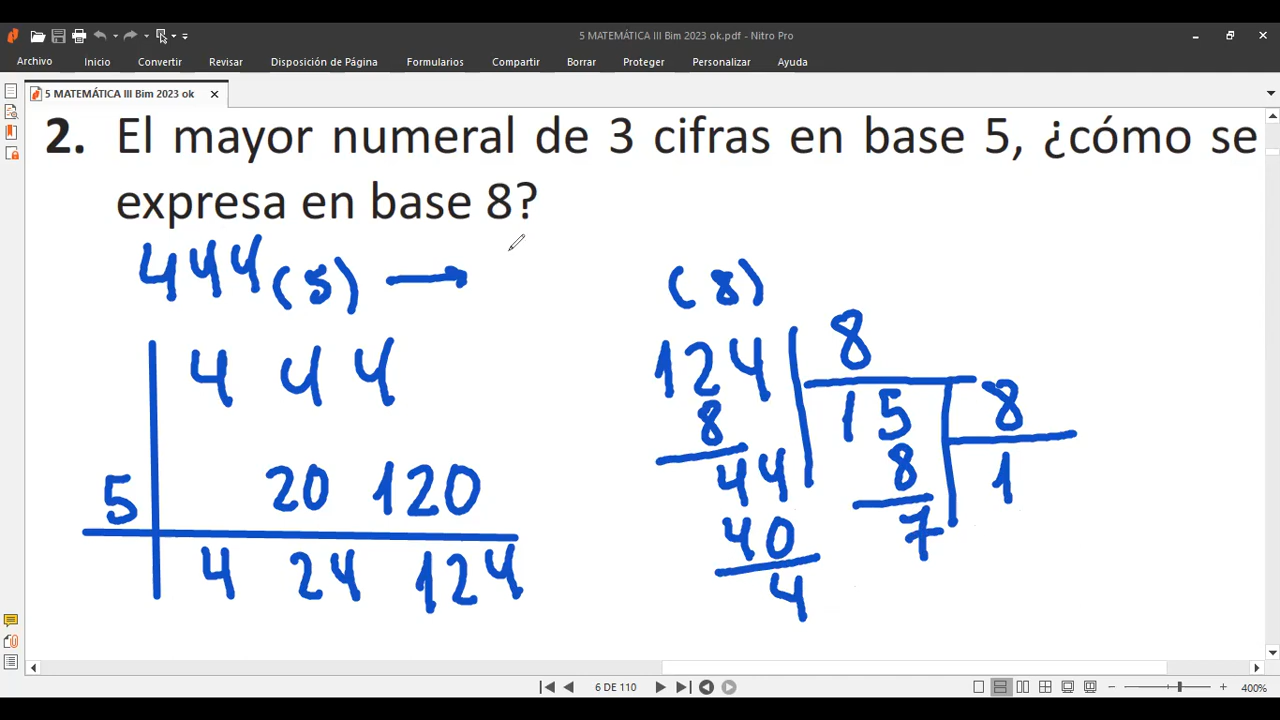 5 MATEMÁTICA III Bim 2023 ok.pdf - Nitro Pro
Archivo Inicio Convertir Revisar Disposición de Página Formularios Compartir Borrar Proteger Personalizar Ayuda
5 MATEMÁTICA III Bim 2023 ok
2. El mayor numeral de 3 cifras en base 5, ¿cómo se
expresa en base 8?
444(5) → (8)
4 4 4
5 20 120
4 24 124
124 8
8 15 8
44 8 1
40 7
4
6 DE 110
400%